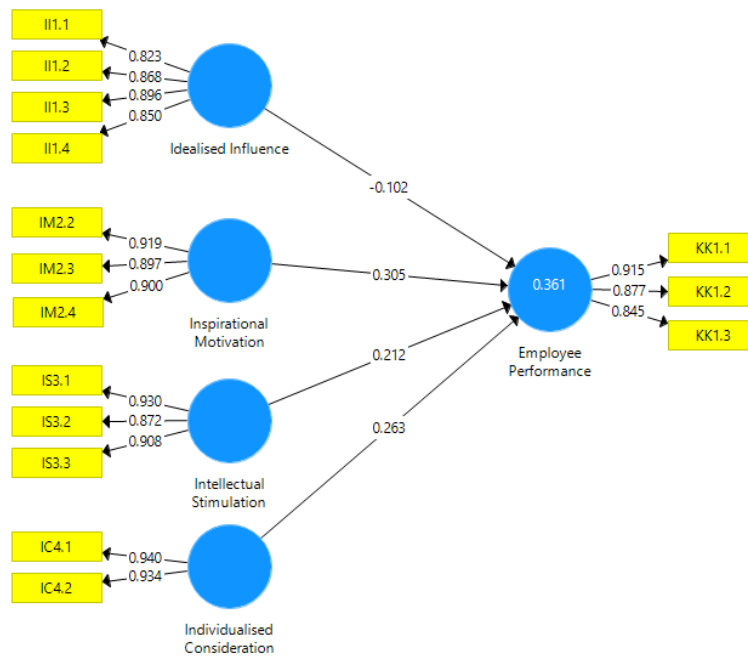 II1.1
0.823
II1.2
0.868
II1.3
0.896
II1.4
0.850
Idealised Influence
-0.102
IM2.2
0.919
IM2.3
0.897
IM2.4
0.900
Inspirational
Motivation
0.305
IS3.1
0.930
IS3.2
0.872
IS3.3
0.908
Intellectual
Stimulation
0.212
IC4.1
0.940
IC4.2
0.934
Individualised
Consideration
0.263
0.361
Employee
Performance
0.915
KK1.1
0.877
KK1.2
0.845
KK1.3